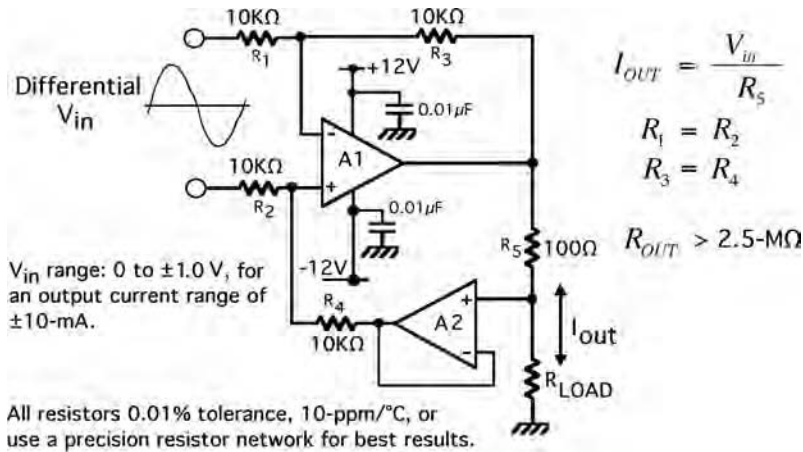 10KΩ
R1
10KΩ
R3
+12V
0.01µF
Differential
Vin
-
A1
+
10KΩ
R2
0.01µF
-12V
R5 100Ω
IOUT = Vin / R5
R1 = R2
R3 = R4
ROUT > 2.5-MΩ
Vin range: 0 to ±1.0 V, for
an output current range of
±10-mA.
R4
10KΩ
+
A2
-
Iout
RLOAD
All resistors 0.01% tolerance, 10-ppm/°C, or
use a precision resistor network for best results.